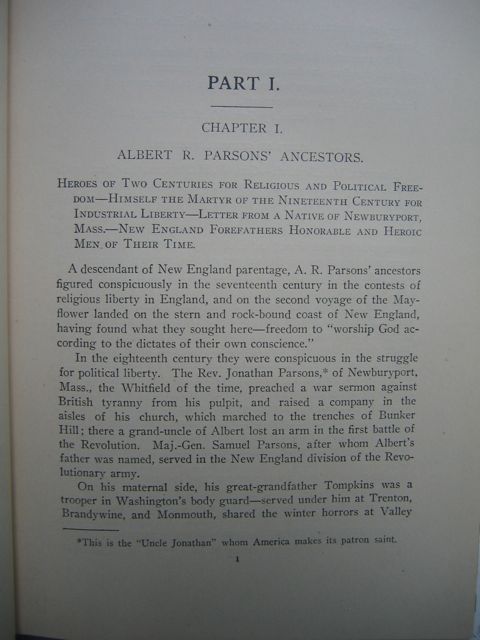 PART I.
CHAPTER I.
ALBERT R. PARSONS' ANCESTORS.
HEROES OF TWO CENTURIES FOR RELIGIOUS AND POLITICAL FREE-
DOM—HIMSELF THE MARTYR OF THE NINETEENTH CENTURY FOR
INDUSTRIAL LIBERTY—LETTER FROM A NATIVE OF NEWBURYPORT,
MASS.—NEW ENGLAND FOREFATHERS HONORABLE AND HEROIC
MEN OF THEIR TIME.
A descendant of New England parentage, A. R. Parsons' ancestors
figured conspicuously in the seventeenth century in the contests of
religious liberty in England, and on the second voyage of the May-
flower landed on the stern and rock-bound coast of New England,
having found what they sought here—freedom to "worship God ac-
cording to the dictates of their own conscience."
In the eighteenth century they were conspicuous in the struggle
for political liberty. The Rev. Jonathan Parsons,* of Newburyport,
Mass., the Whitfield of the time, preached a war sermon against
British tyranny from his pulpit, and raised a company in the
aisles of his church, which marched to the trenches of Bunker
Hill; there a grand-uncle of Albert lost an arm in the first battle of
the Revolution. Maj.-Gen. Samuel Parsons, after whom Albert's
father was named, served in the New England division of the Revo-
lutionary army.
On his maternal side, his great-grandfather Tompkins was a
trooper in Washington's body guard—served under him at Trenton,
Brandywine, and Monmouth, shared the winter horrors at Valley
*This is the "Uncle Jonathan" whom America makes its patron saint.
1